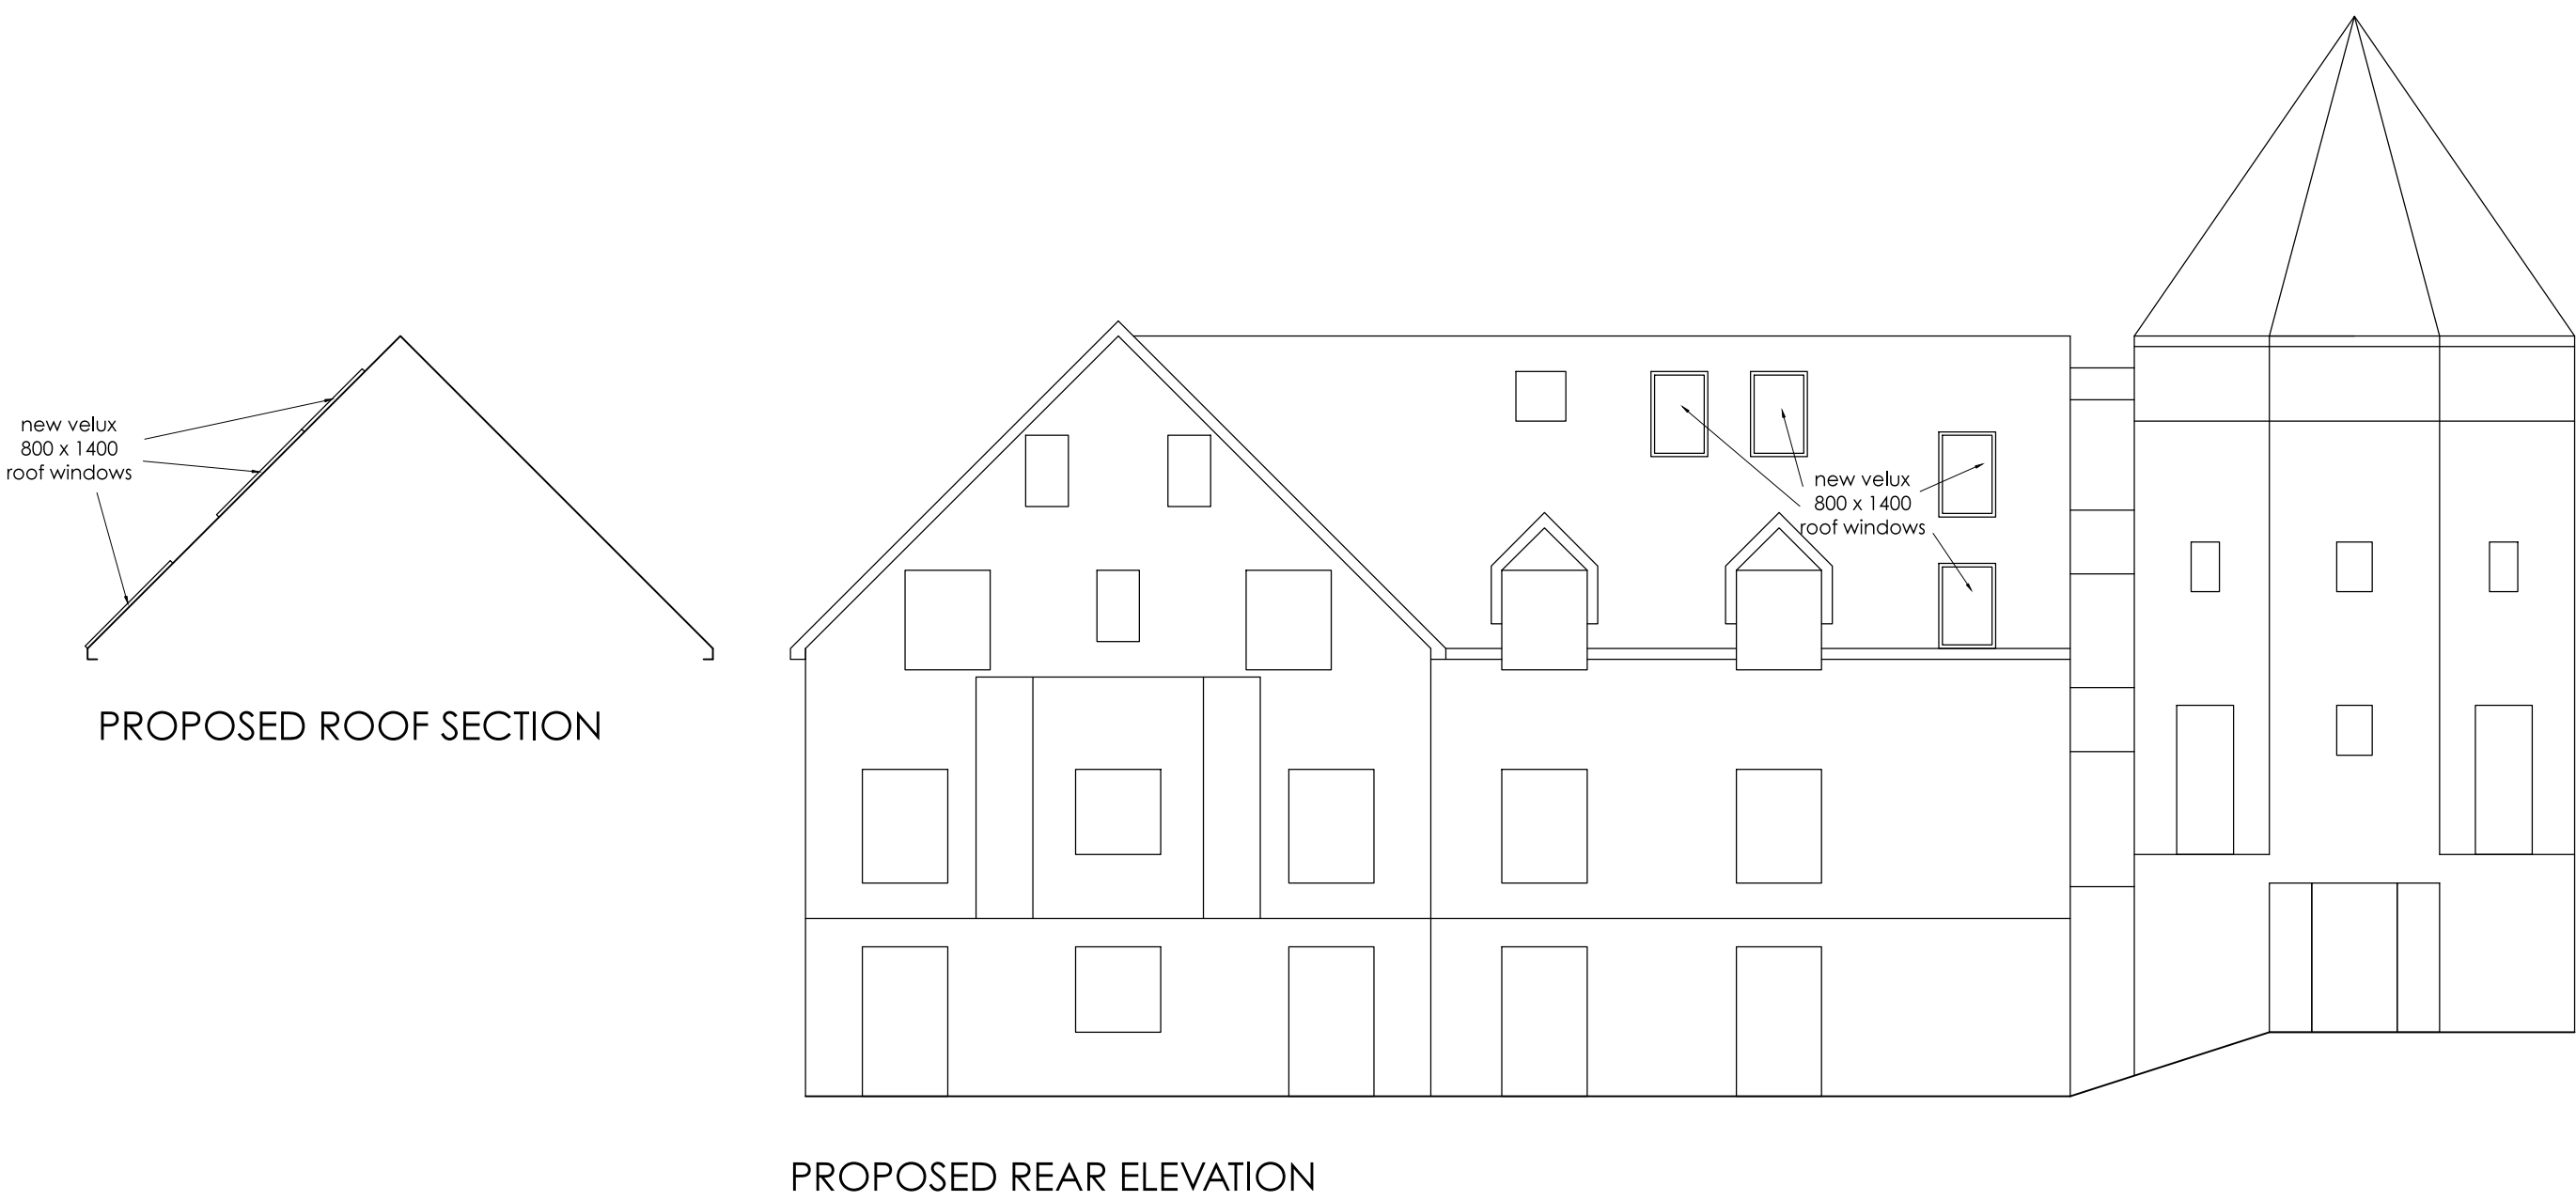 new velux
800 x 1400
roof windows
PROPOSED ROOF SECTION
new velux
800 x 1400
roof windows
PROPOSED REAR ELEVATION